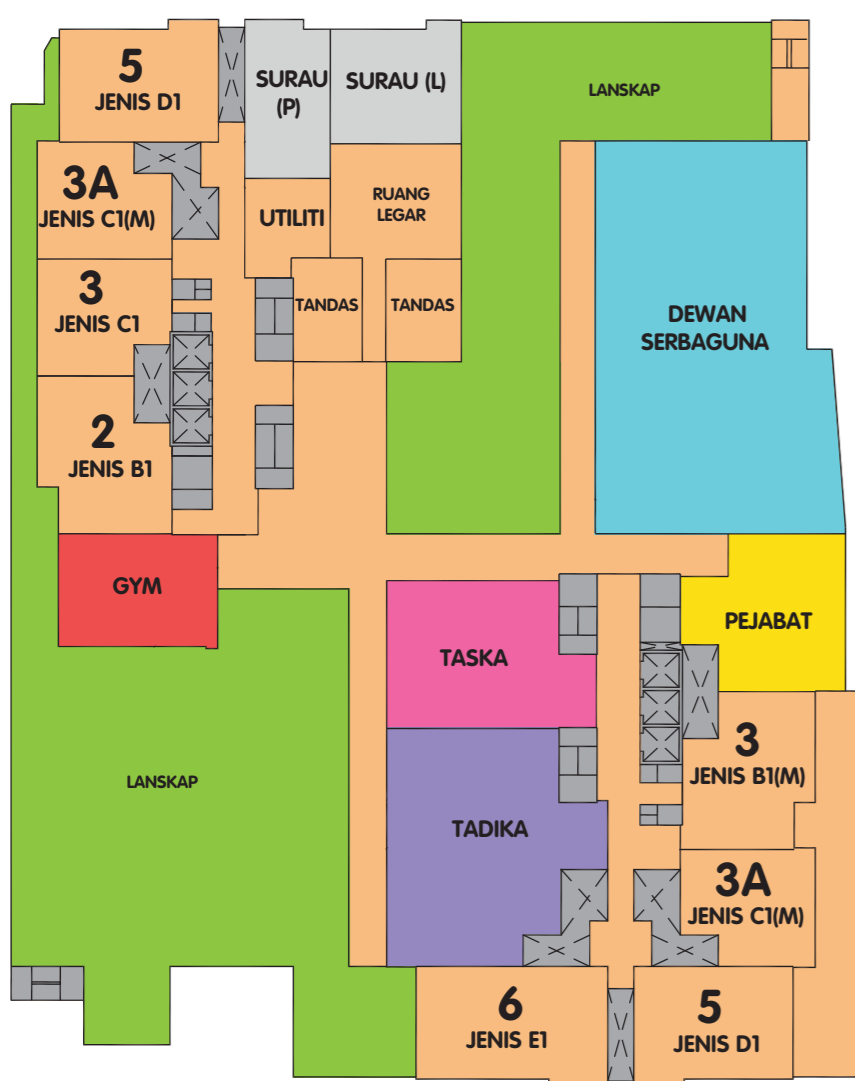 5
JENIS D1
SURAU
(P)
SURAU (L)
LANSKAP
3A
JENIS C1(M)
UTILITI
RUANG
LEGAR
3
JENIS C1
TANDAS
TANDAS
DEWAN
SERBAGUNA
2
JENIS B1
GYM
TASKA
PEJABAT
LANSKAP
3
JENIS B1(M)
TADIKA
3A
JENIS C1(M)
6
JENIS E1
5
JENIS D1